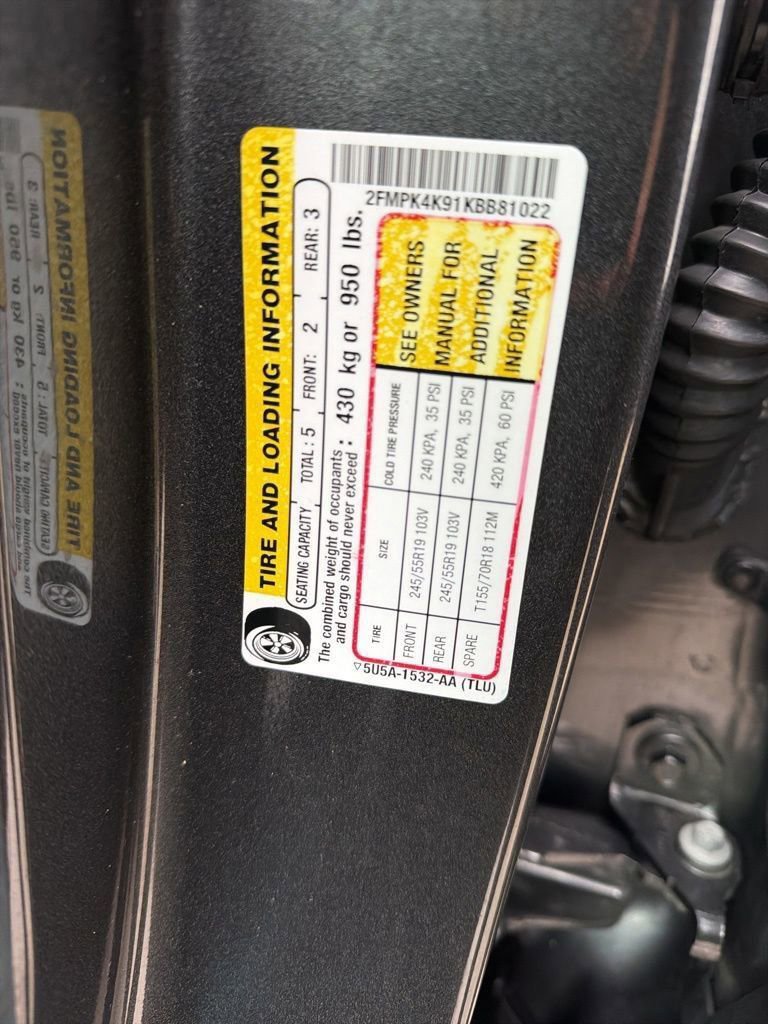 TIRE AND LOADING INFORMATION
SEATING CAPACITY TOTAL : 5 FRONT: 2 REAR: 3
The combined weight of occupants
and cargo should never exceed : 430 kg or 950 lbs.
2FMPK4K91KBB81022
TIRE SIZE COLD TIRE PRESSURE
FRONT 245/55R19 103V 240 KPA, 35 PSI
REAR 245/55R19 103V 240 KPA, 35 PSI
SPARE T155/70R18 112M 420 KPA, 60 PSI
SEE OWNERS
MANUAL FOR
ADDITIONAL
INFORMATION
▽5U5A-1532-AA (TLU)